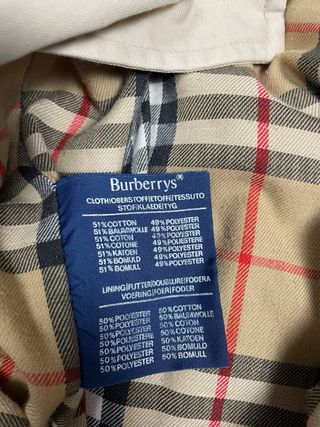 Burberrys®
CLOTH|OBERSTOFF|ETOFFE|TESSUTO
STOF|KLAEDE|TYG
51% COTTON 49% POLYESTER
51% BAUMWOLLE 49% POLYESTER
51% COTON 49% POLYESTER
51% COTONE 49% POLIESTERE
51% KATOEN 49% POLYESTER
51% BOMULD 49% POLYESTER
51% BOMULL 49% POLYESTER
LINING|FUTTER|DOUBLURE|FODERA
VOERING|FOER|FODER
50% POLYESTER 50% COTTON
50% POLYESTER 50% BAUMWOLLE
50% POLYESTER 50% COTON
50% POLIESTERE 50% COTONE
50% POLYESTER 50% KATOEN
50% POLYESTER 50% BOMULD
50% POLYESTER 50% BOMULL